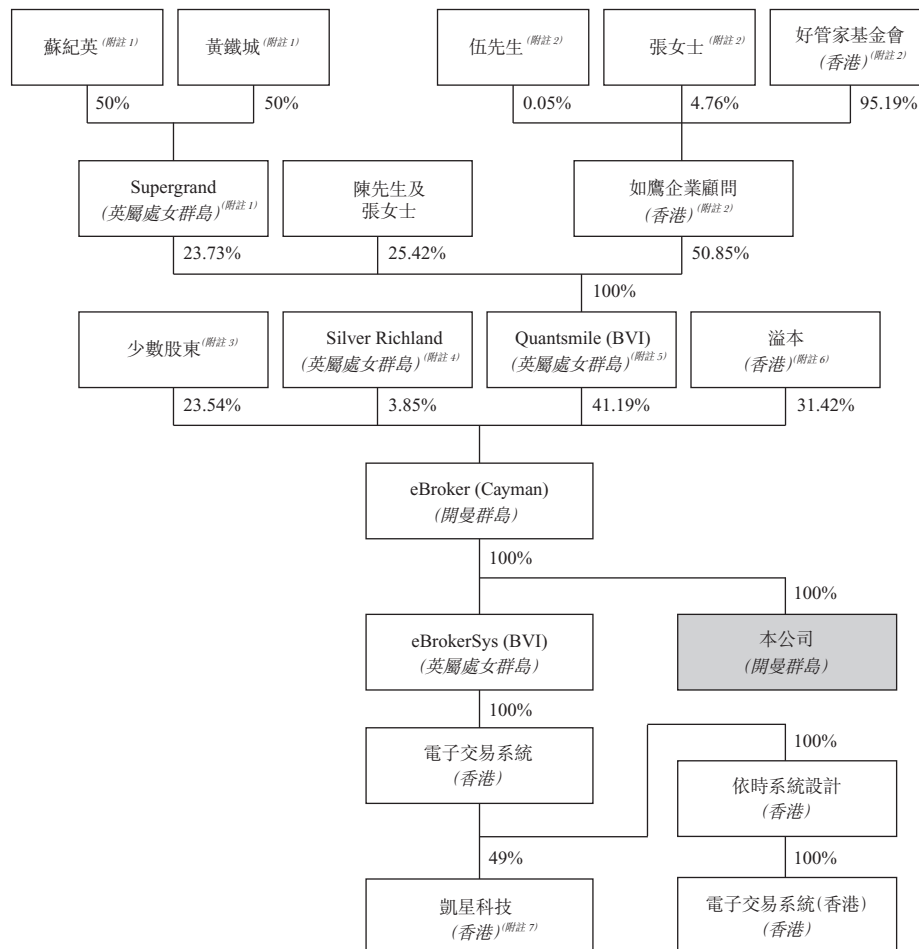 蘇紀英(附註 1)
黃鐵城(附註 1)
伍先生(附註 2)
張女士(附註 2)
好管家基金會
(香港)(附註 2)
50%
50%
0.05%
4.76%
95.19%
Supergrand
(英屬處女群島)(附註 1)
陳先生及
張女士
如鷹企業顧問
(香港)(附註 2)
23.73%
25.42%
50.85%
100%
少數股東(附註 3)
Silver Richland
(英屬處女群島)(附註 4)
Quantsmile (BVI)
(英屬處女群島)(附註 5)
溢本
(香港)(附註 6)
23.54%
3.85%
41.19%
31.42%
eBroker (Cayman)
(開曼群島)
100%
100%
eBrokerSys (BVI)
(英屬處女群島)
本公司
(開曼群島)
100%
電子交易系統
(香港)
100%
依時系統設計
(香港)
49%
100%
凱星科技
(香港)(附註 7)
電子交易系統(香港)
(香港)